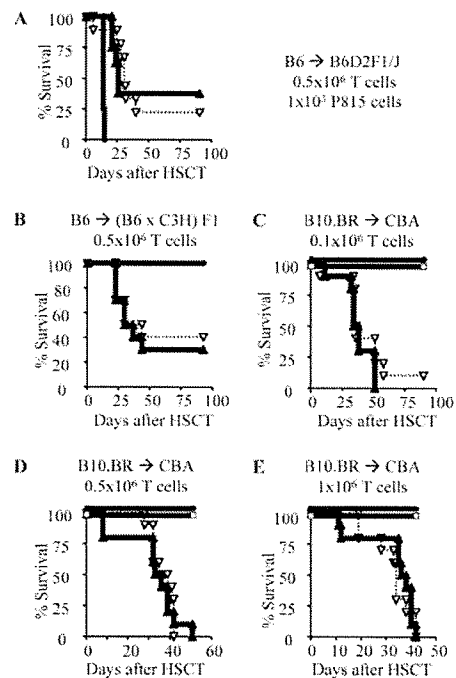 A
B6 → B6D2F1/J
0.5x10⁶ T cells
1x10³ P815 cells
% Survival
100
75
50
25
0
0 25 50 75 100
Days after HSCT
B
B6 → (B6 x C3H) F1
0.5x10⁶ T cells
% Survival
100
80
60
40
20
0
0 25 50 75 100
Days after HSCT
C
B10.BR → CBA
0.1x10⁶ T cells
% Survival
100
75
50
25
0
0 25 50 75 100
Days after HSCT
D
B10.BR → CBA
0.5x10⁶ T cells
% Survival
100
75
50
25
0
0 20 40 60
Days after HSCT
E
B10.BR → CBA
1x10⁶ T cells
% Survival
100
75
50
25
0
0 10 20 30 40 50
Days after HSCT